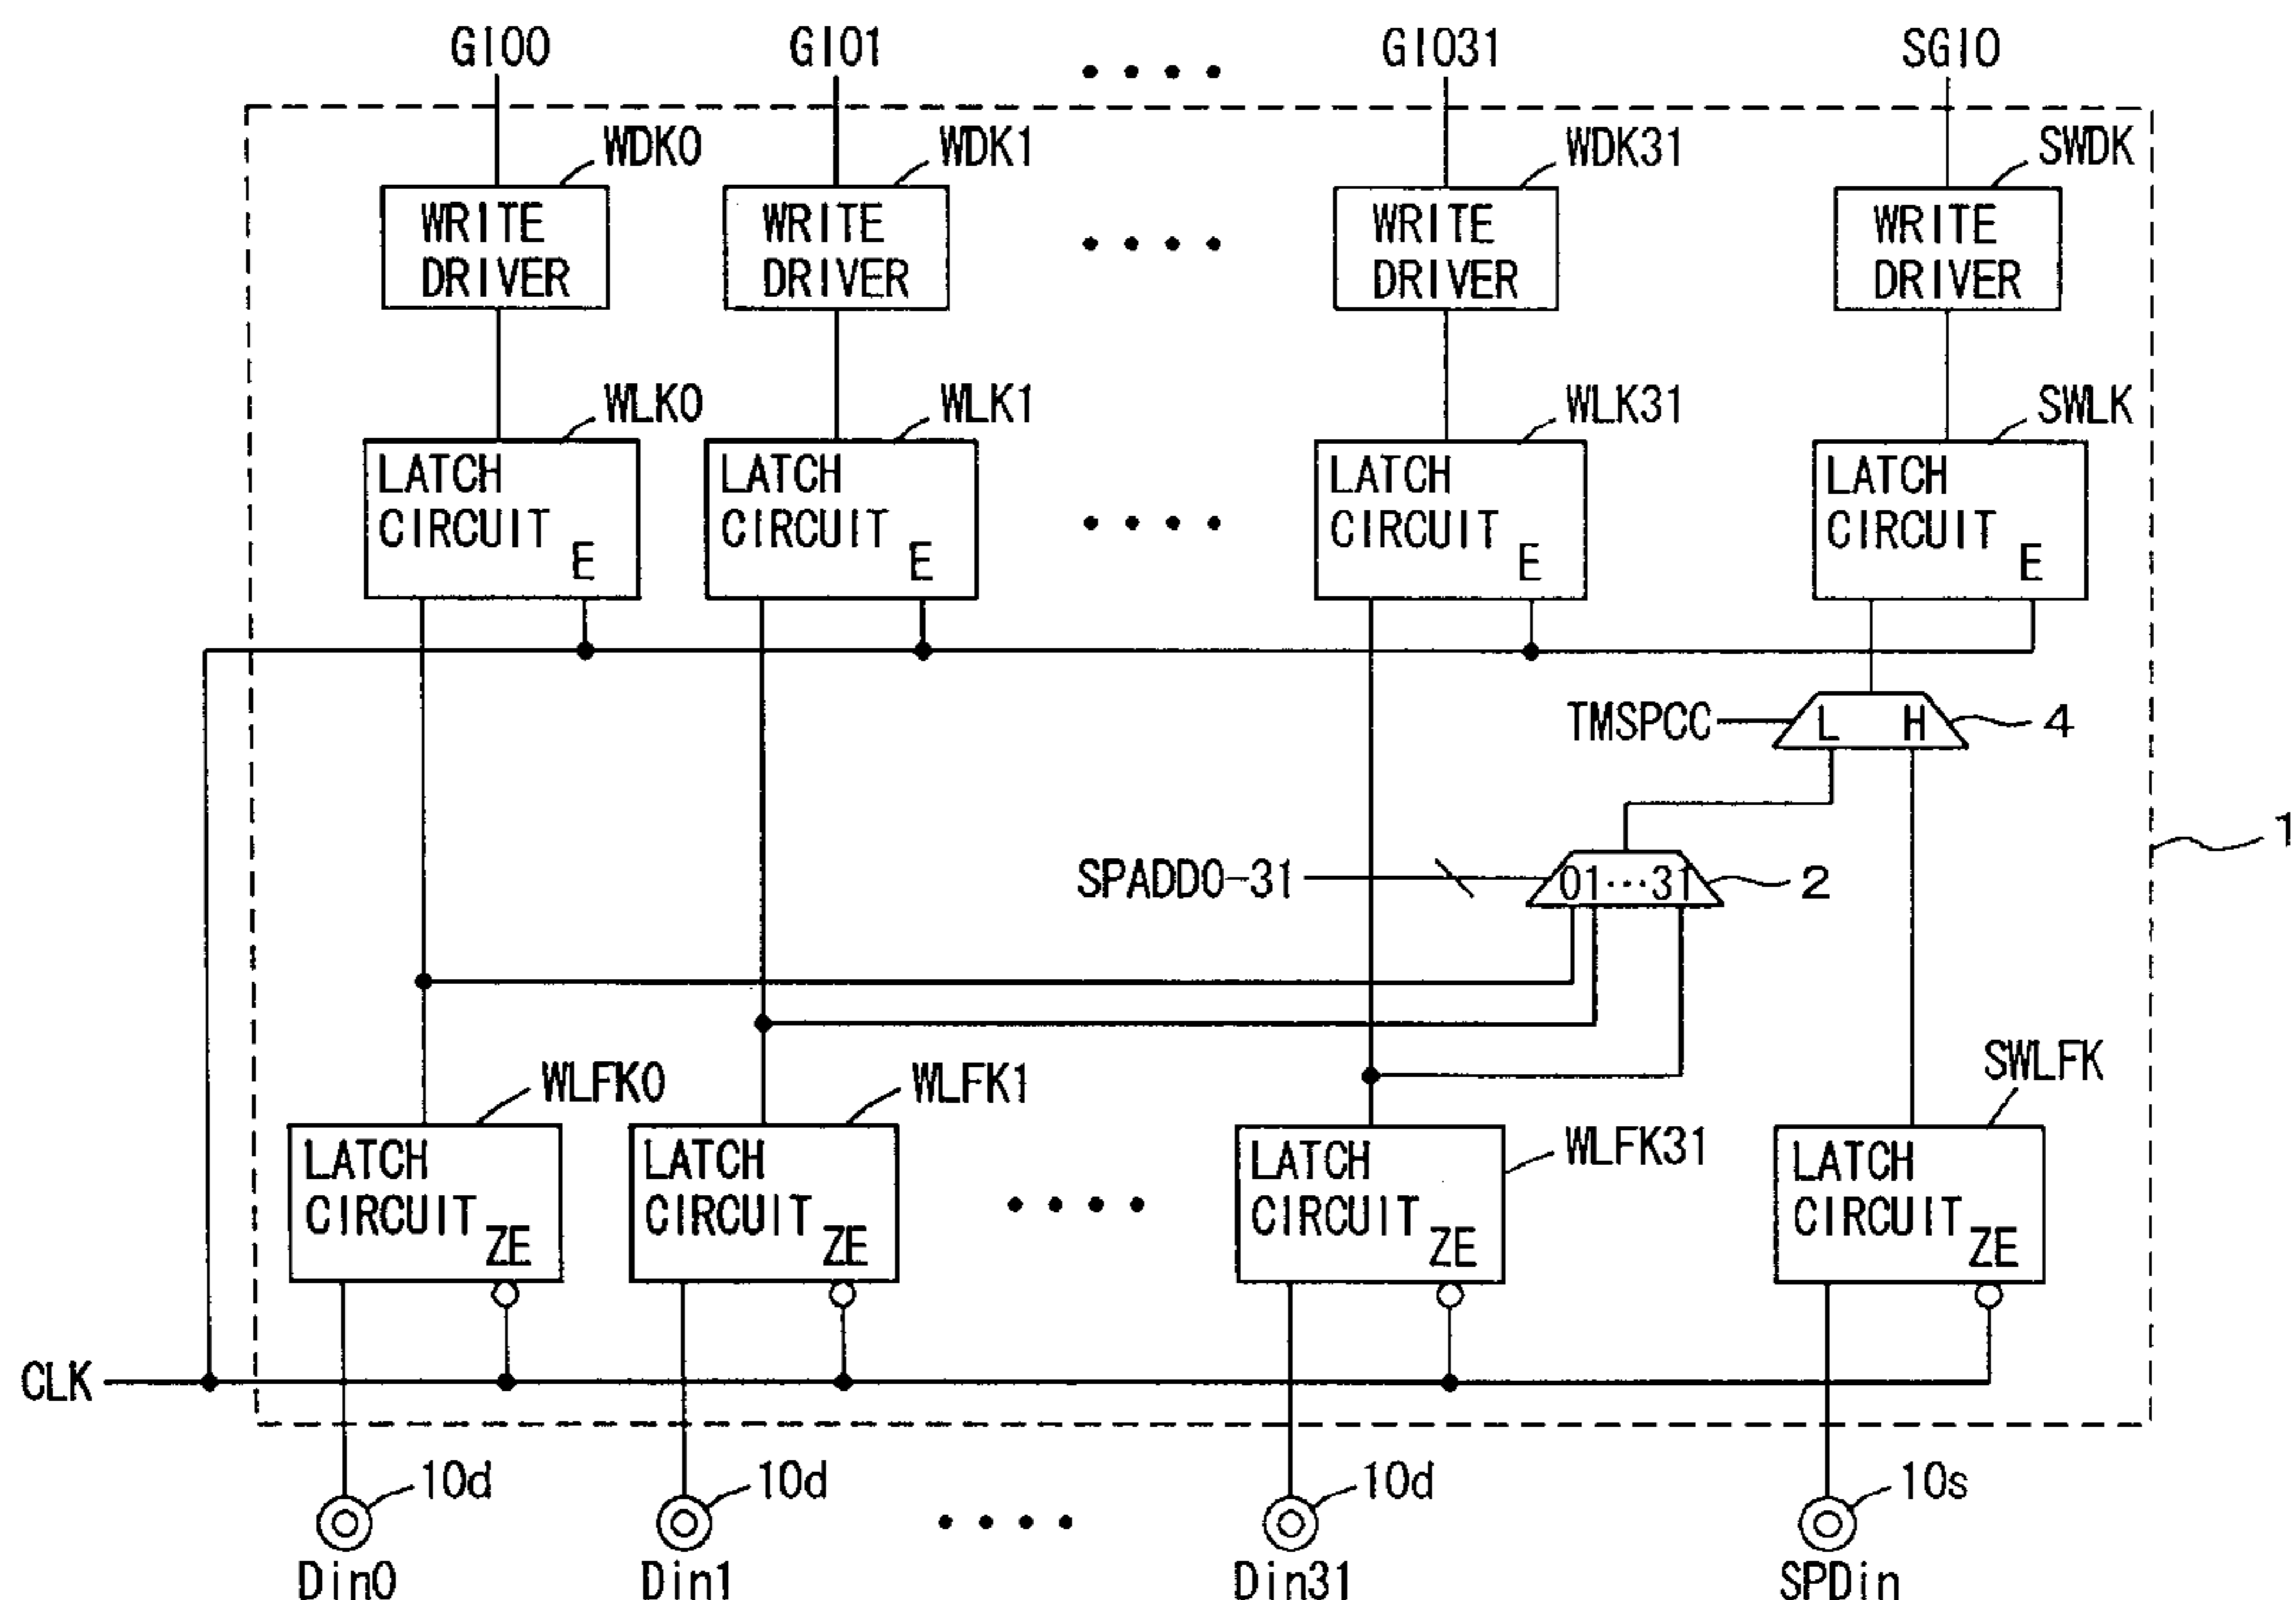 GIO0 GIO1 GIO31 SGIO
WDK0 WDK1 WDK31 SWDK
WRITE DRIVER
WRITE DRIVER
WRITE DRIVER
WRITE DRIVER
WLK0 WLK1 WLK31 SWLK
LATCH CIRCUIT E
LATCH CIRCUIT E
LATCH CIRCUIT E
LATCH CIRCUIT E
TMSPCC L H 4
1
SPADD0-31 01···31 2
WLFK0 WLFK1 WLFK31 SWLFK
LATCH CIRCUIT ZE
LATCH CIRCUIT ZE
LATCH CIRCUIT ZE
LATCH CIRCUIT ZE
CLK
10d 10d 10d 10s
Din0 Din1 Din31 SPDin